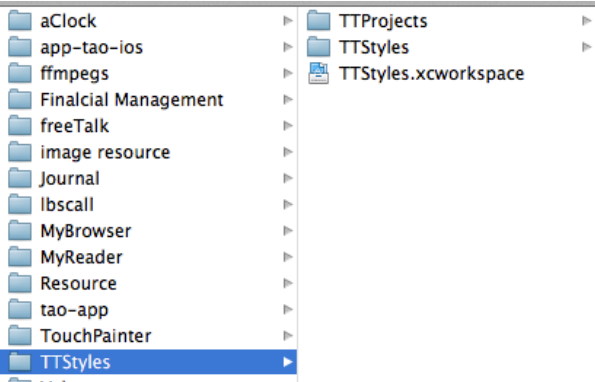 aClock
app-tao-ios
ffmpegs
Finalcial Management
freeTalk
image resource
Journal
lbscall
MyBrowser
MyReader
Resource
tao-app
TouchPainter
TTStyles
TTProjects
TTStyles
TTStyles.xcworkspace